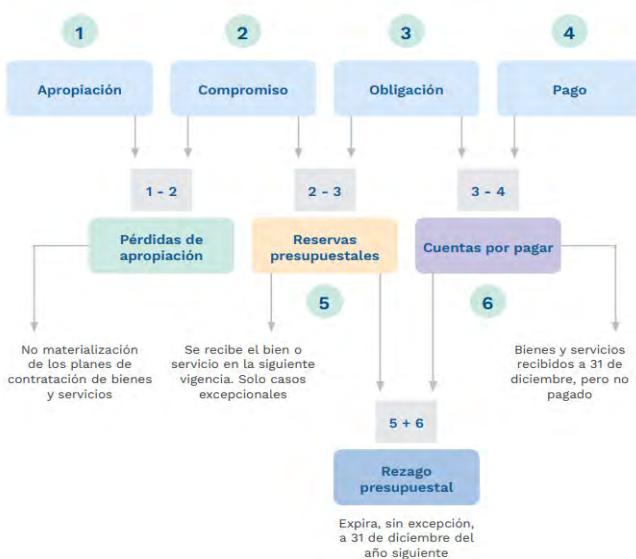 1
2
3
4
Apropiación
Compromiso
Obligación
Pago
1 - 2
2 - 3
3 - 4
Pérdidas de
apropiación
Reservas
presupuestales
Cuentas por pagar
5
6
No materialización
de los planes de
contratación de bienes
y servicios
Se recibe el bien o
servicio en la siguiente
vigencia. Solo casos
excepcionales
Bienes y servicios
recibidos a 31 de
diciembre, pero no
pagado
5 + 6
Rezago
presupuestal
Expira, sin excepción,
a 31 de diciembre del
año siguiente